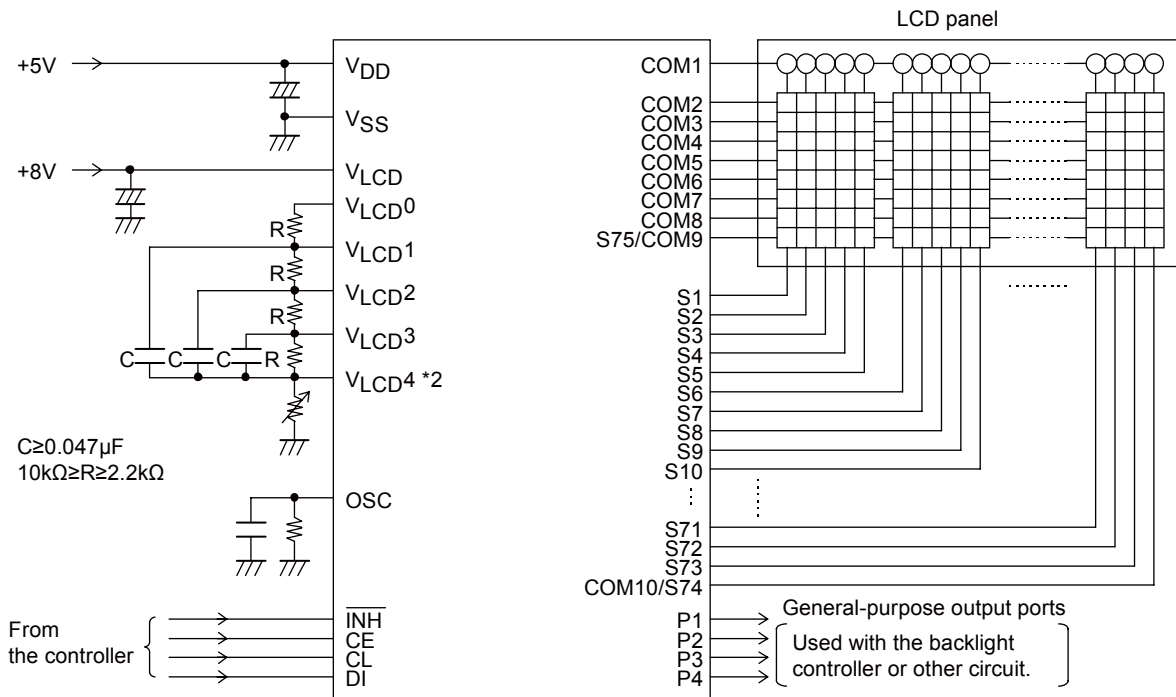 LCD panel
+5V
VDD
COM1
VSS
COM2
COM3
COM4
COM5
COM6
COM7
COM8
S75/COM9
+8V
VLCD
VLCD0
R
VLCD1
R
VLCD2
R
VLCD3
C
C
C
R
VLCD4 *2
C≥0.047µF
10kΩ≥R≥2.2kΩ
OSC
S1
S2
S3
S4
S5
S6
S7
S8
S9
S10
S71
S72
S73
COM10/S74
From
the controller
INH
CE
CL
DI
P1
P2
P3
P4
General-purpose output ports
Used with the backlight
controller or other circuit.